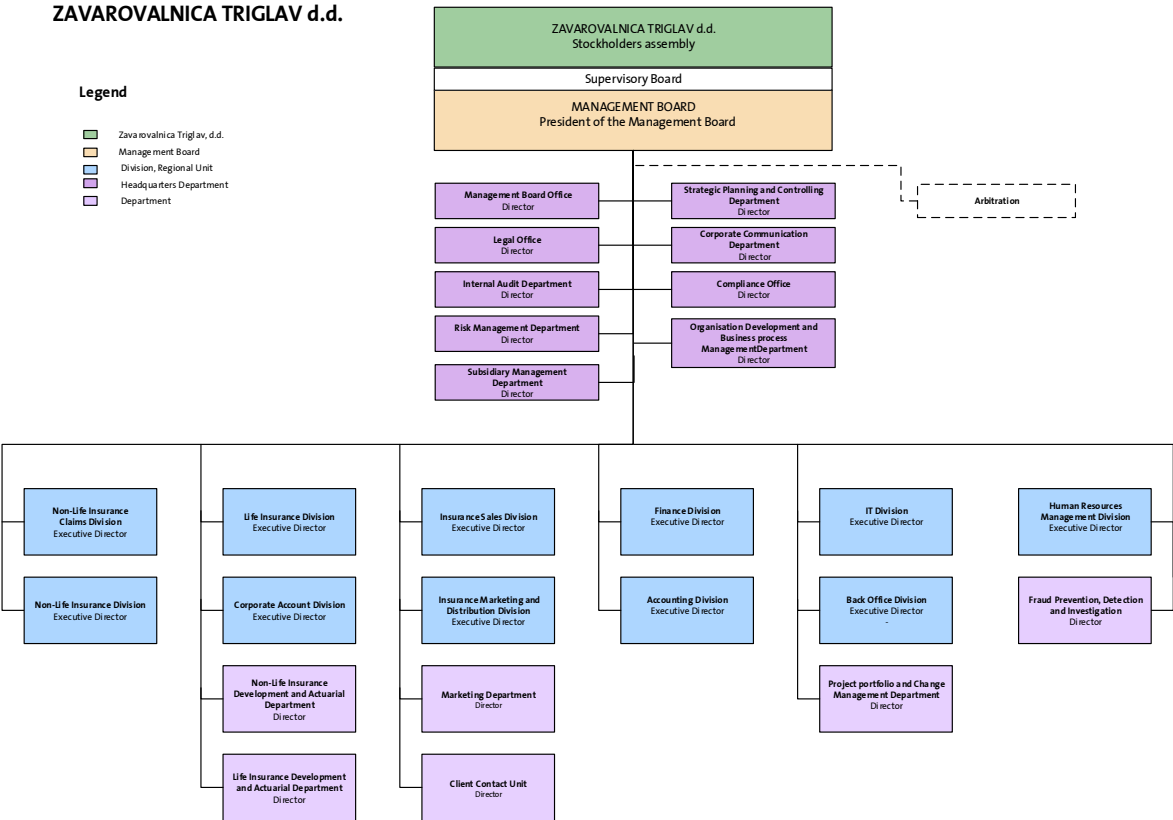 ZAVAROVALNICA TRIGLAV d.d.
ZAVAROVALNICA TRIGLAV d.d.
Stockholders assembly
Supervisory Board
MANAGEMENT BOARD
President of the Management Board
Legend
Zavarovalnica Triglav, d.d.
Management Board
Division, Regional Unit
Headquarters Department
Department
Management Board Office
Director
Strategic Planning and Controlling
Department
Director
Arbitration
Legal Office
Director
Corporate Communication
Department
Director
Internal Audit Department
Director
Compliance Office
Director
Risk Management Department
Director
Organisation Development and
Business process
ManagementDepartment
Director
Subsidiary Management
Department
Director
Non-Life Insurance
Claims Division
Executive Director
Life Insurance Division
Executive Director
Insurance Sales Division
Executive Director
Finance Division
Executive Director
IT Division
Executive Director
Human Resources
Management Division
Executive Director
Non-Life Insurance Division
Executive Director
Corporate Account Division
Executive Director
Insurance Marketing and
Distribution Division
Executive Director
Accounting Division
Executive Director
Back Office Division
Executive Director
-
Fraud Prevention, Detection
and Investigation
Director
Non-Life Insurance
Development and Actuarial
Department
Director
Marketing Department
Director
Project portfolio and Change
Management Department
Director
Life Insurance Development
and Actuarial Department
Director
Client Contact Unit
Director